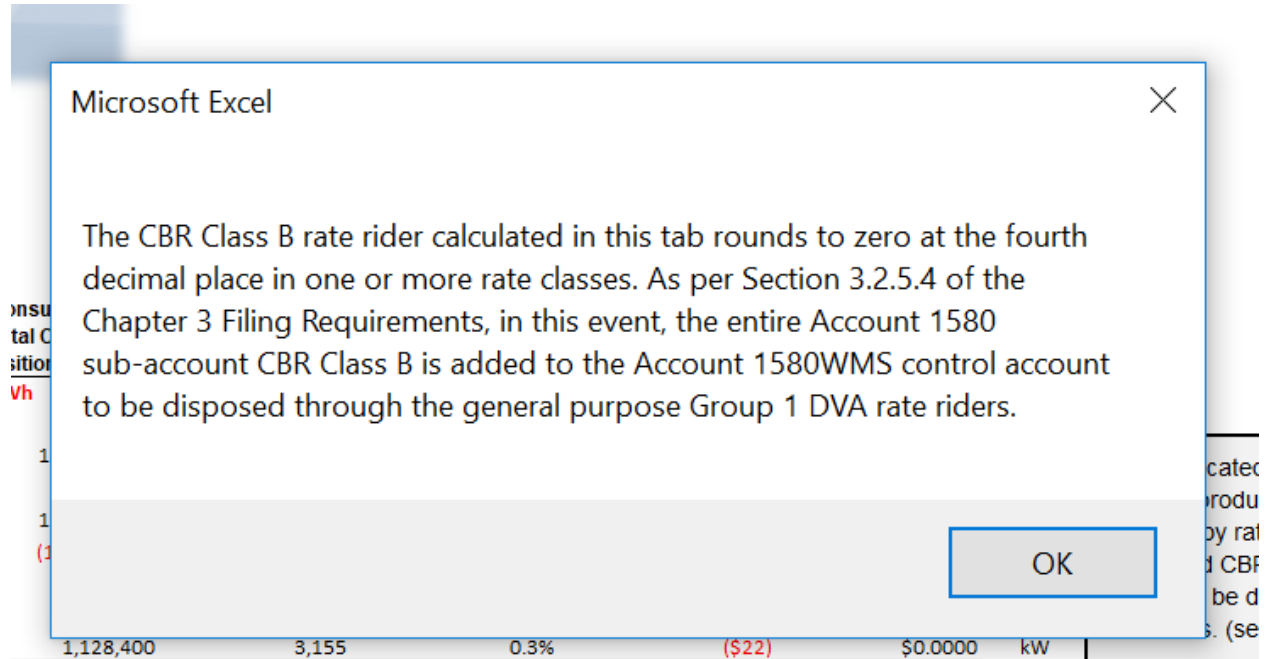 Microsoft Excel
The CBR Class B rate rider calculated in this tab rounds to zero at the fourth
decimal place in one or more rate classes. As per Section 3.2.5.4 of the
Chapter 3 Filing Requirements, in this event, the entire Account 1580
sub-account CBR Class B is added to the Account 1580WMS control account
to be disposed through the general purpose Group 1 DVA rate riders.
OK
be d
1,128,400 3,155 0.3% ($22) $0.0000 kW